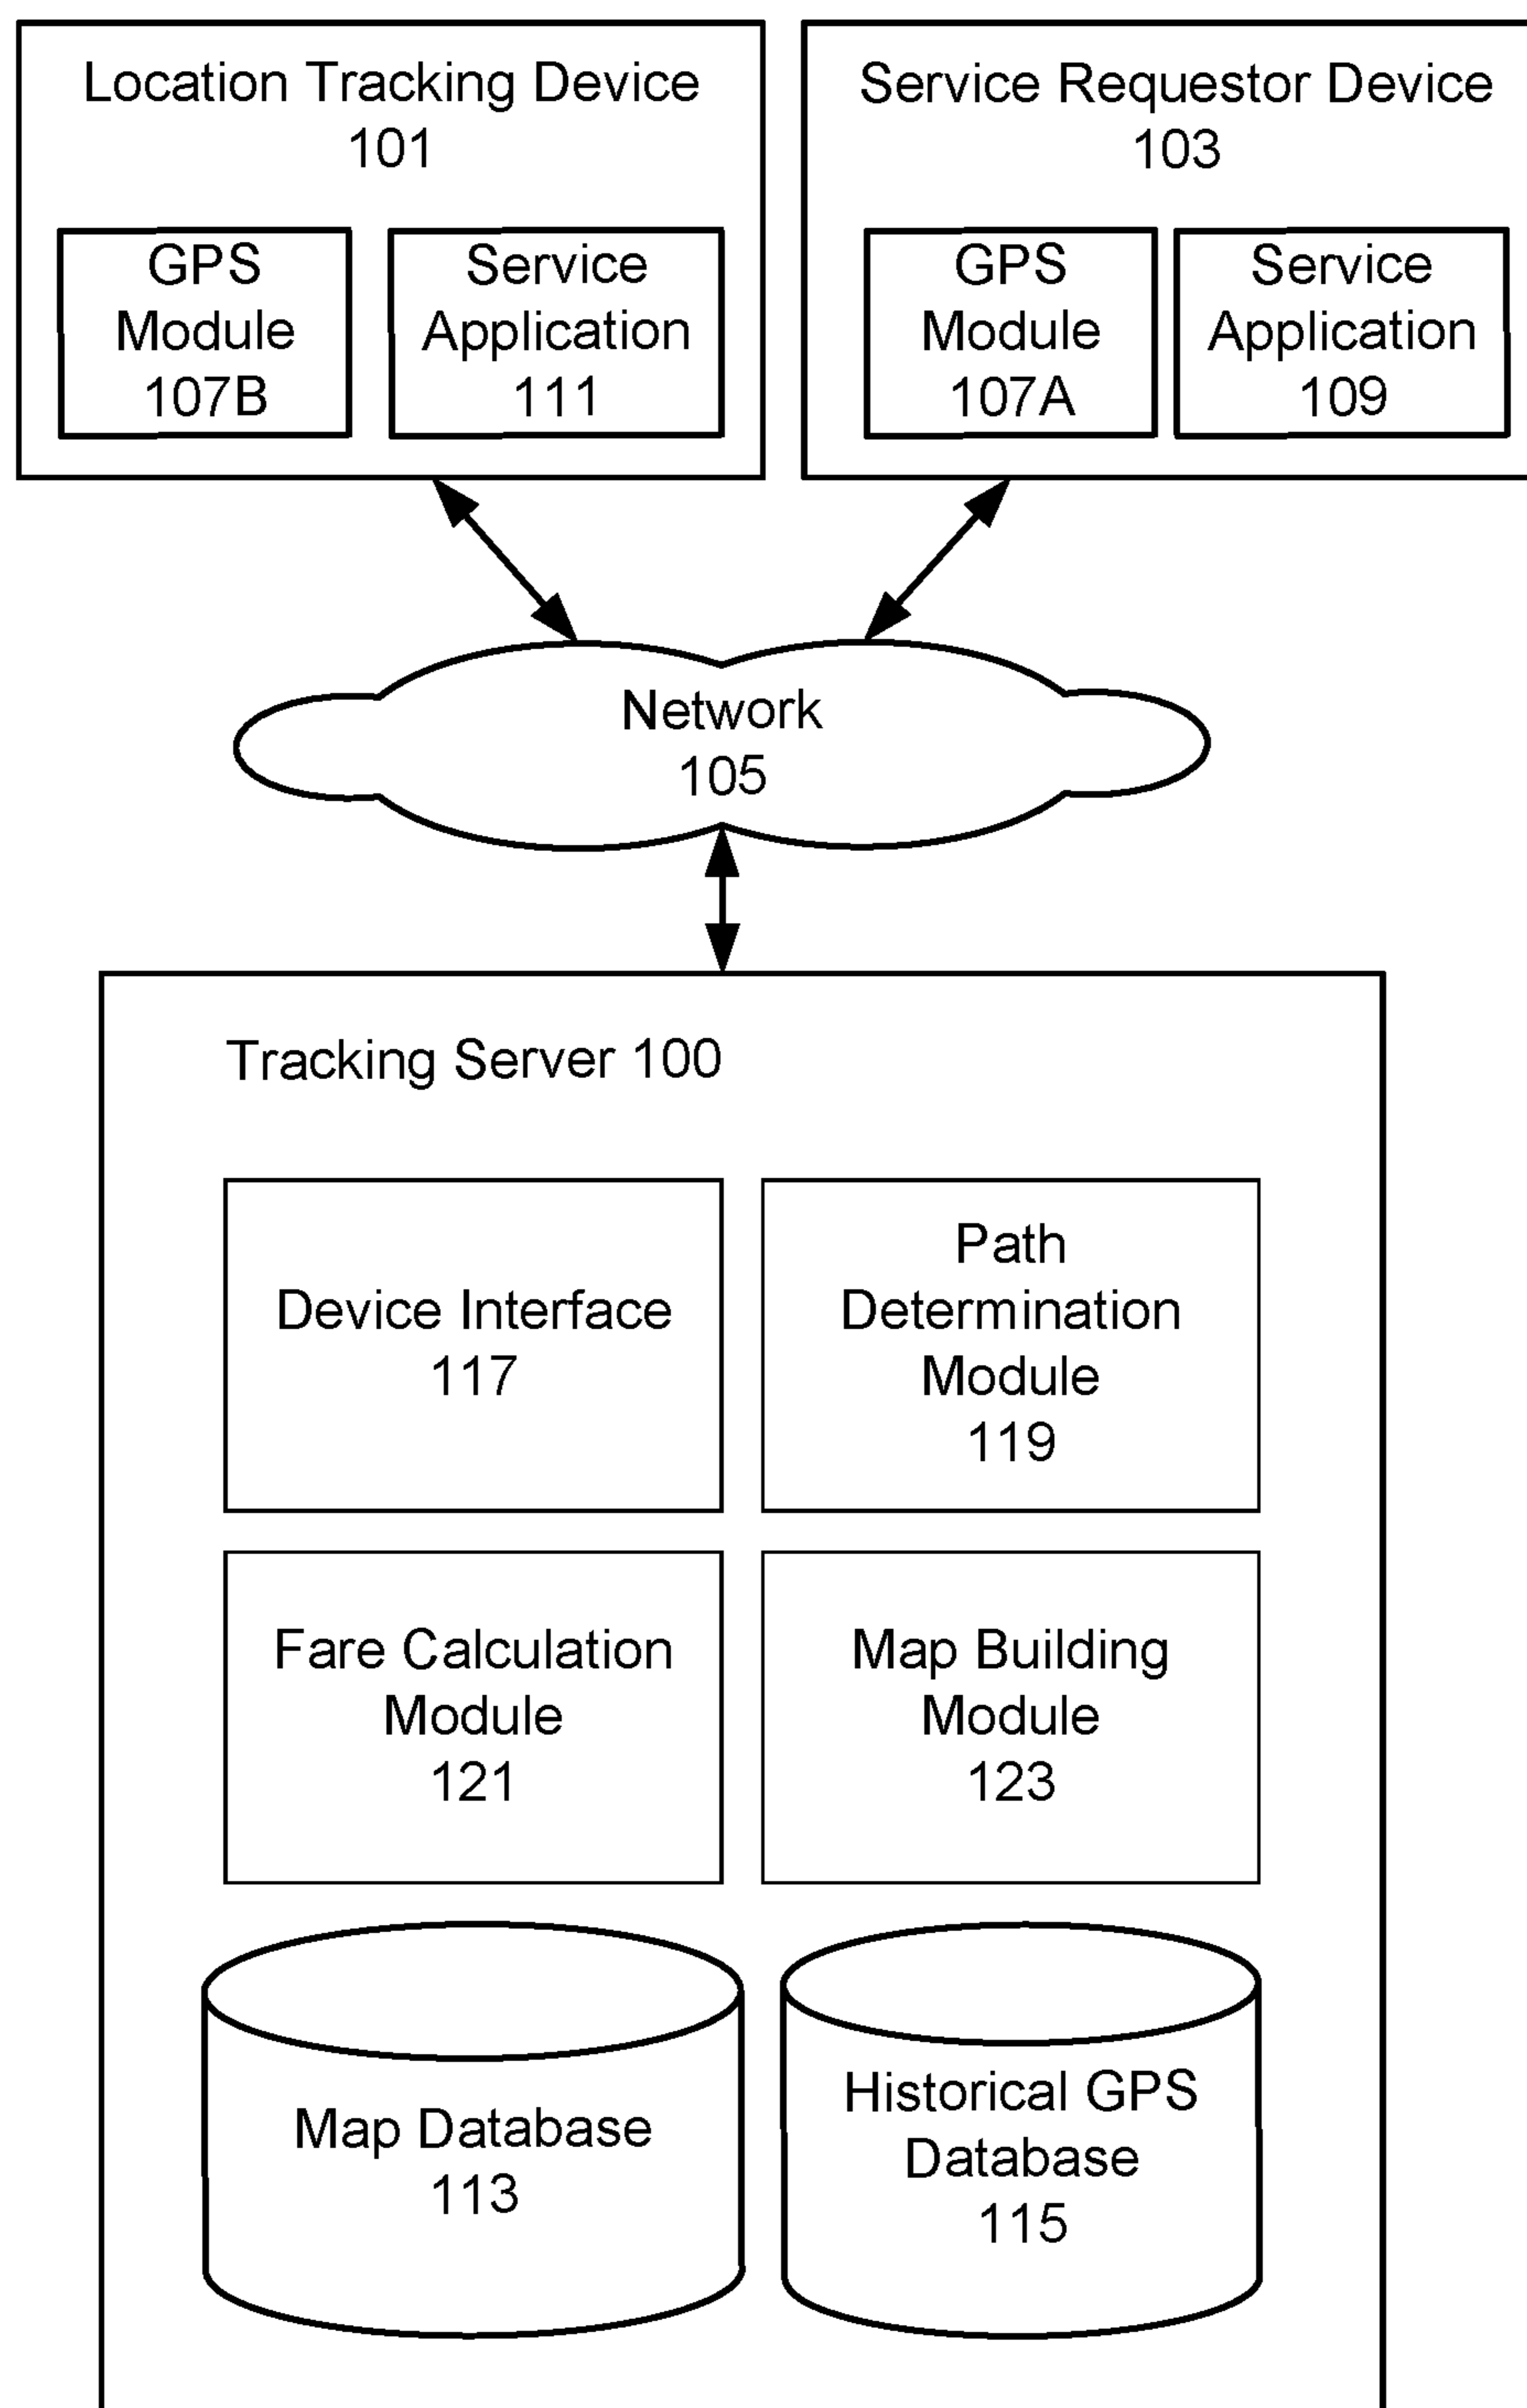 Location Tracking Device
101
GPS
Module
107B
Service
Application
111
Service Requestor Device
103
GPS
Module
107A
Service
Application
109
Network
105
Tracking Server 100
Device Interface
117
Path
Determination
Module
119
Fare Calculation
Module
121
Map Building
Module
123
Map Database
113
Historical GPS
Database
115